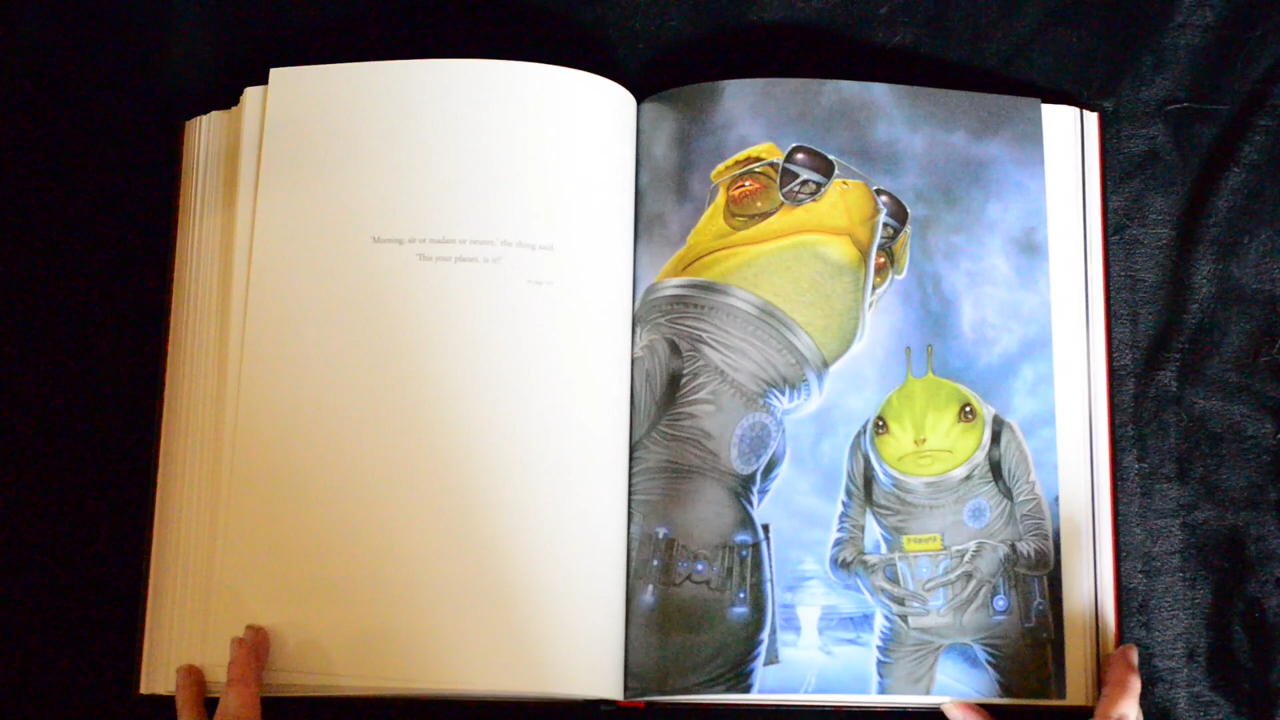 'Morning, sir or madam or neuter,' the thing said.
'This your planet, is it?'